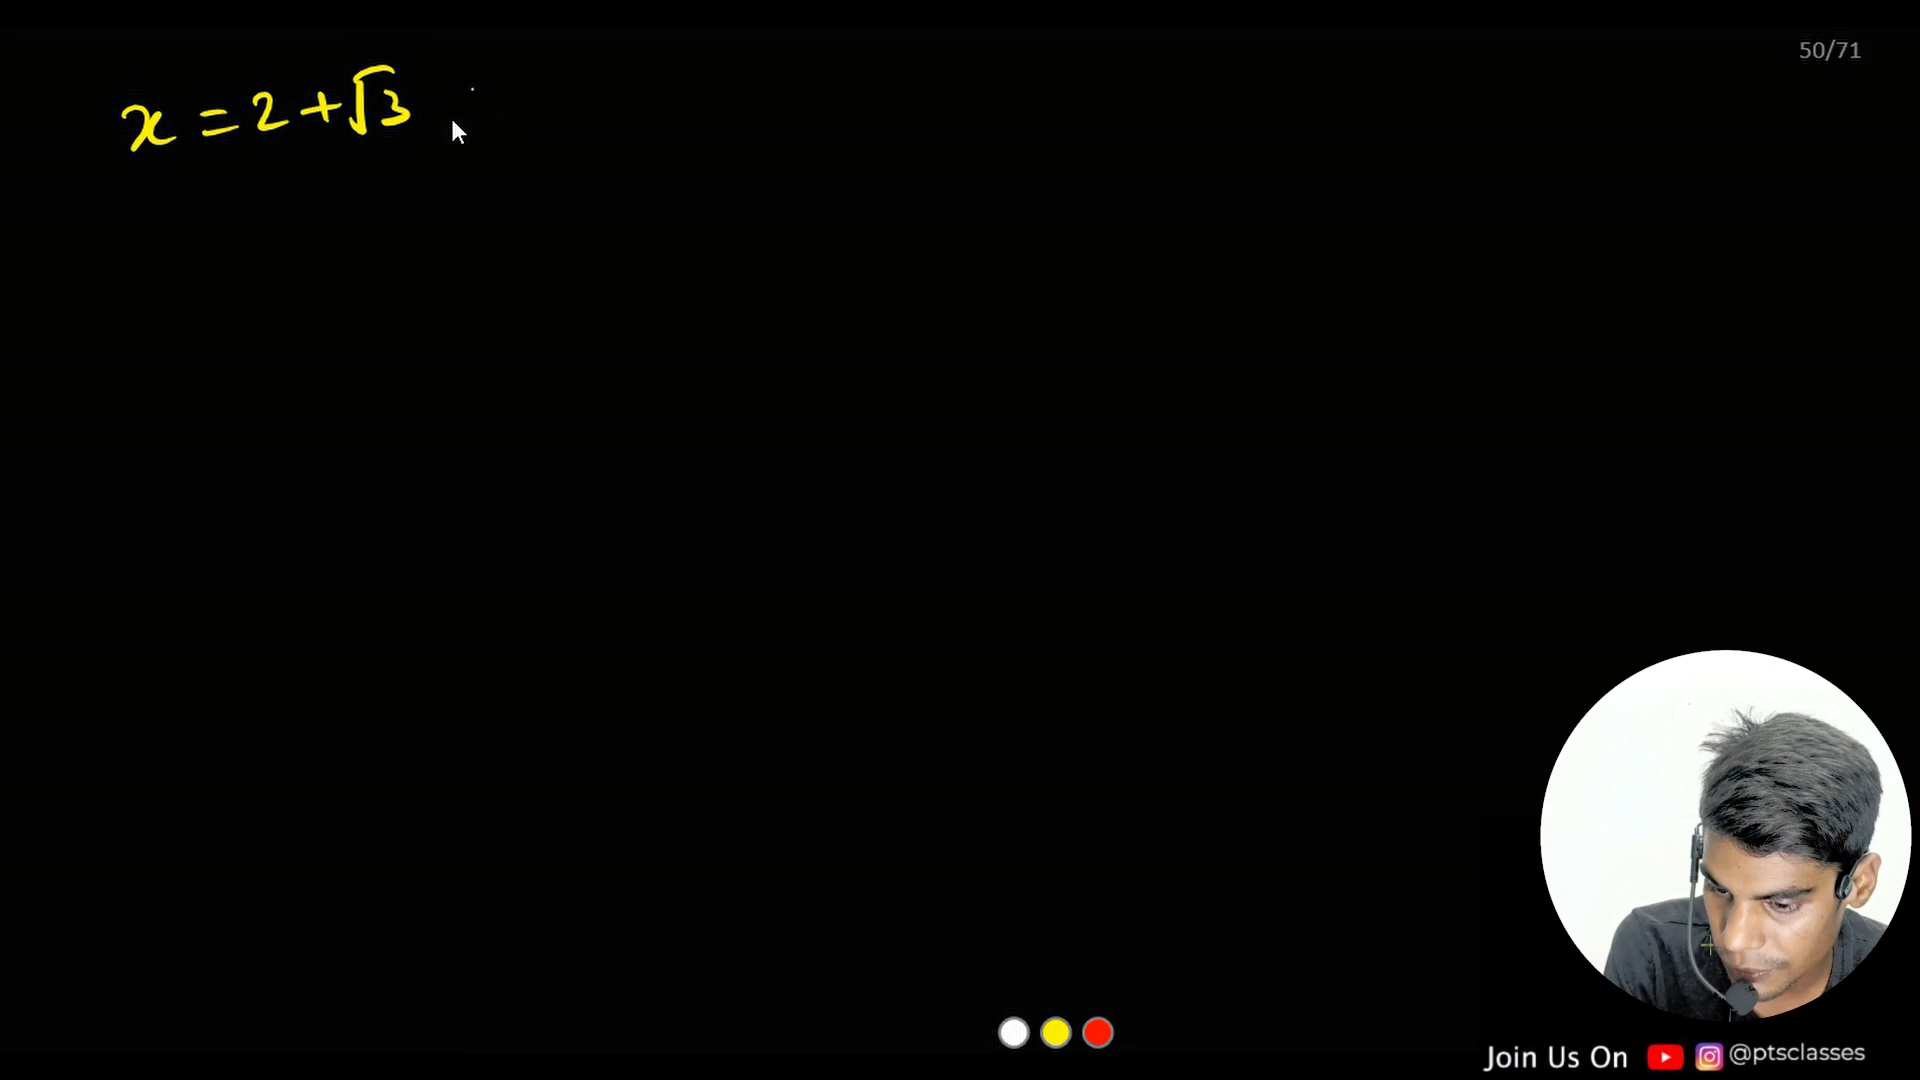 50/71
x = 2 + √3
Join Us On @ptsclasses